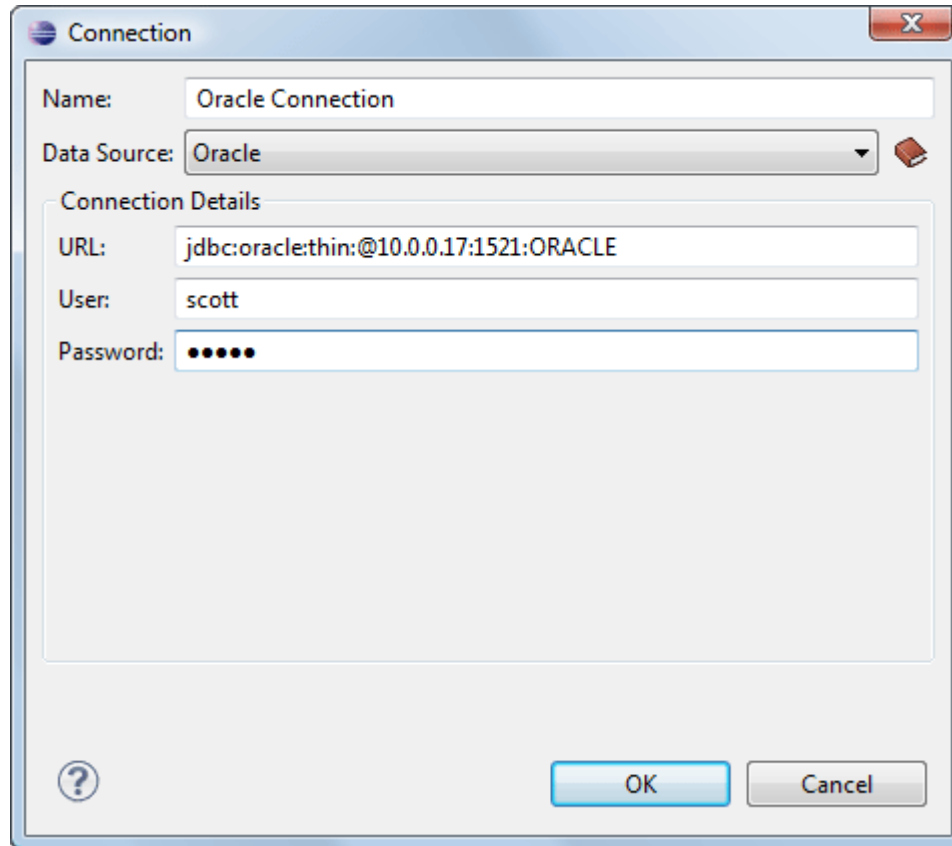 Connection
Name: Oracle Connection
Data Source: Oracle
Connection Details
URL: jdbc:oracle:thin:@10.0.0.17:1521:ORACLE
User: scott
Password: •••••
OK Cancel